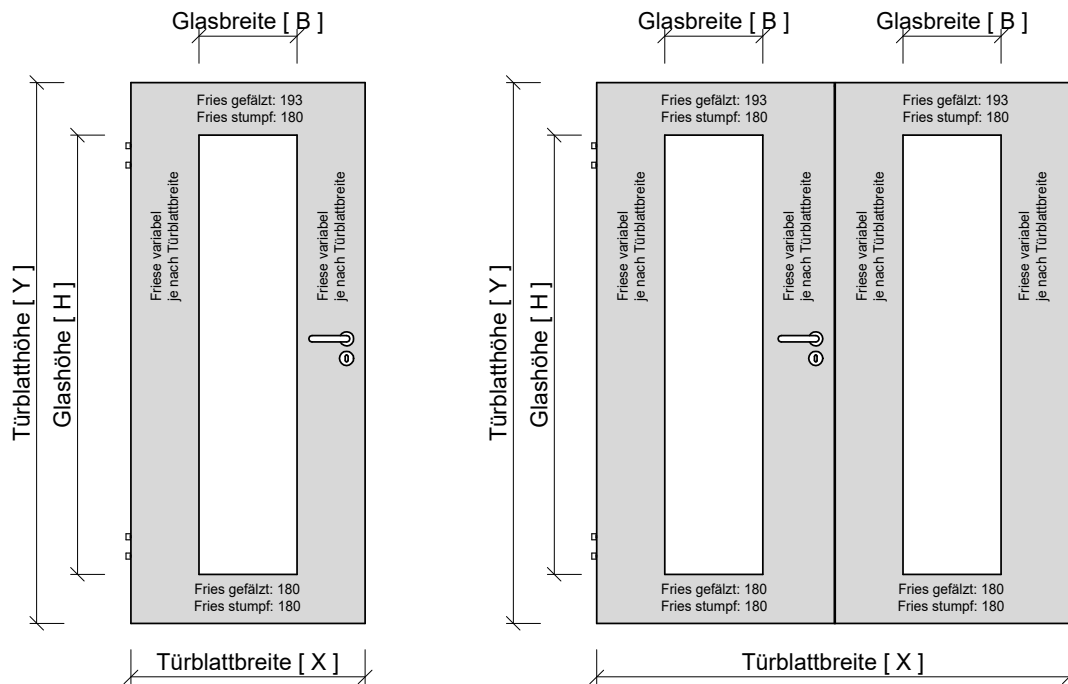 Glasbreite [ B ]
Fries gefälzt: 193
Fries stumpf: 180
Friese variabel
je nach Türblattbreite
Friese variabel
je nach Türblattbreite
Türblatthöhe [ Y ]
Glashöhe [ H ]
Fries gefälzt: 180
Fries stumpf: 180
Türblattbreite [ X ]
Glasbreite [ B ]
Glasbreite [ B ]
Fries gefälzt: 193
Fries stumpf: 180
Fries gefälzt: 193
Fries stumpf: 180
Friese variabel
je nach Türblattbreite
Friese variabel
je nach Türblattbreite
Friese variabel
je nach Türblattbreite
Friese variabel
je nach Türblattbreite
Türblatthöhe [ Y ]
Glashöhe [ H ]
Fries gefälzt: 180
Fries stumpf: 180
Fries gefälzt: 180
Fries stumpf: 180
Türblattbreite [ X ]